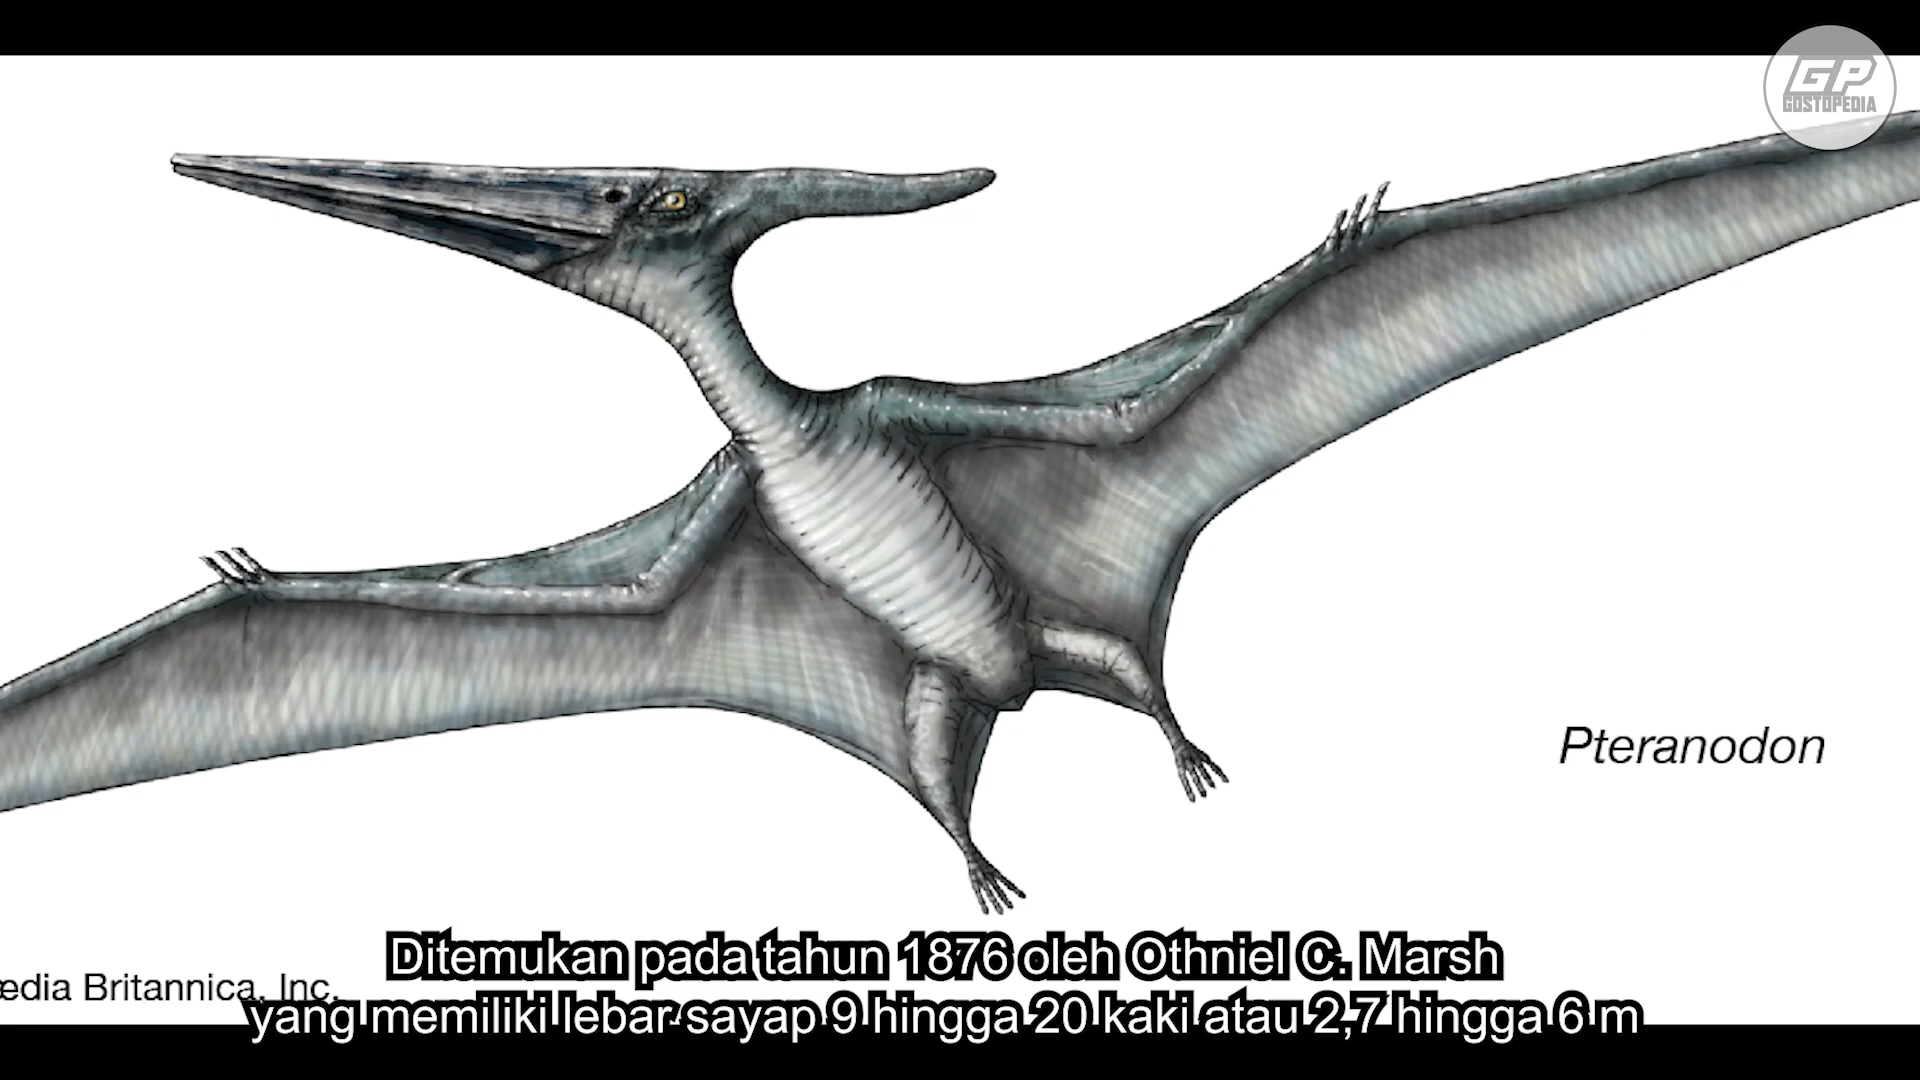 GP
GOSTOPEDIA
Pteranodon
Ditemukan pada tahun 1876 oleh Othniel C. Marsh
ædia Britannica, Inc.
yang memiliki lebar sayap 9 hingga 20 kaki atau 2,7 hingga 6 m